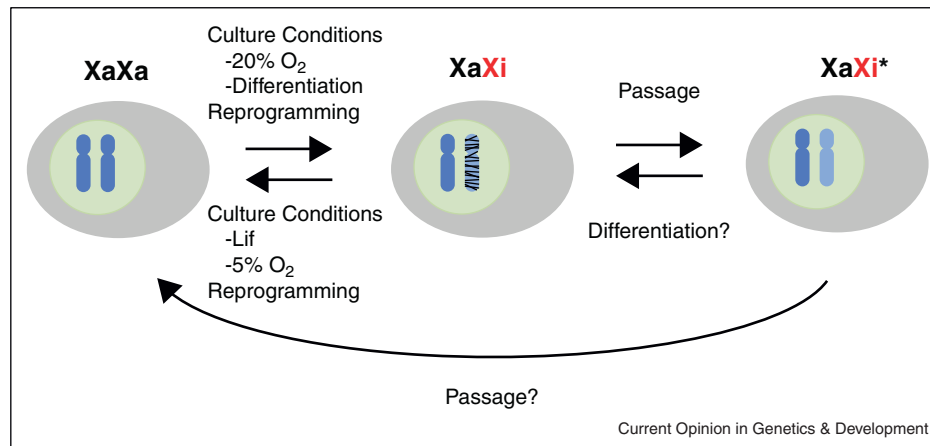 XaXa
Culture Conditions
-20% O₂
-Differentiation
Reprogramming
XaXi
Passage
XaXi*
Culture Conditions
-Lif
-5% O₂
Reprogramming
Differentiation?
Passage?
Current Opinion in Genetics & Development